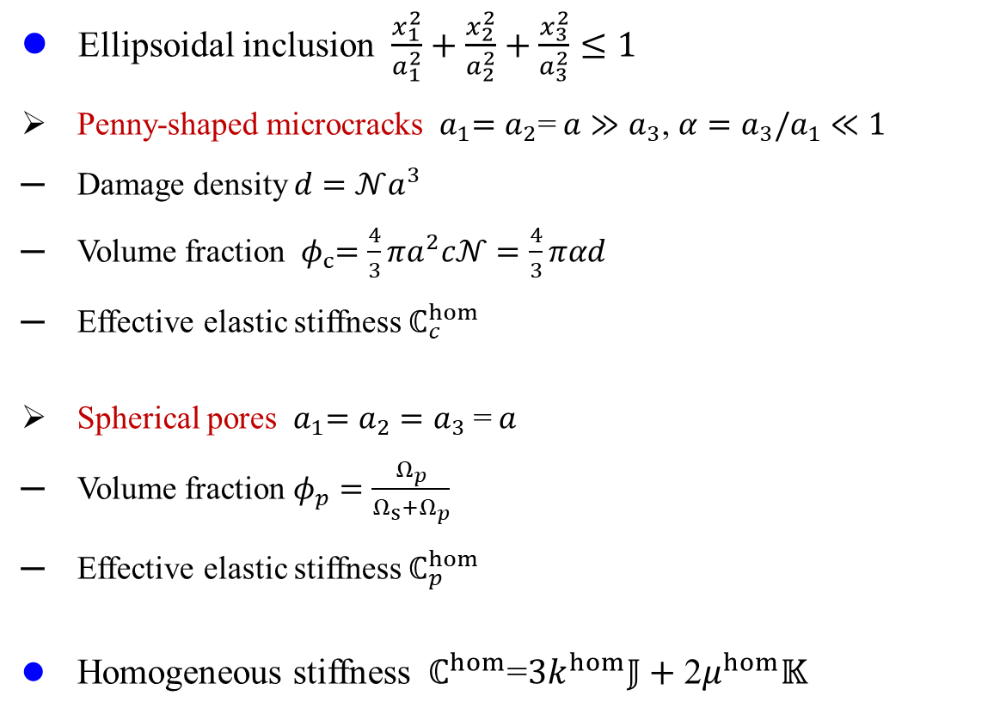 ● Ellipsoidal inclusion $\frac{x_1^2}{a_1^2} + \frac{x_2^2}{a_2^2} + \frac{x_3^2}{a_3^2} \leq 1$
➢ Penny-shaped microcracks $a_1 = a_2 = a \gg a_3, \alpha = a_3/a_1 \ll 1$
— Damage density $d = \mathcal{N}a^3$
— Volume fraction $\phi_{\mathrm{c}} = \frac{4}{3}\pi a^2 c\mathcal{N} = \frac{4}{3}\pi\alpha d$
— Effective elastic stiffness $\mathbb{C}_c^{\mathrm{hom}}$
➢ Spherical pores $a_1 = a_2 = a_3 = a$
— Volume fraction $\phi_p = \frac{\Omega_p}{\Omega_{\mathrm{s}} + \Omega_p}$
— Effective elastic stiffness $\mathbb{C}_p^{\mathrm{hom}}$
● Homogeneous stiffness $\mathbb{C}^{\mathrm{hom}} = 3k^{\mathrm{hom}}\mathbb{J} + 2\mu^{\mathrm{hom}}\mathbb{K}$